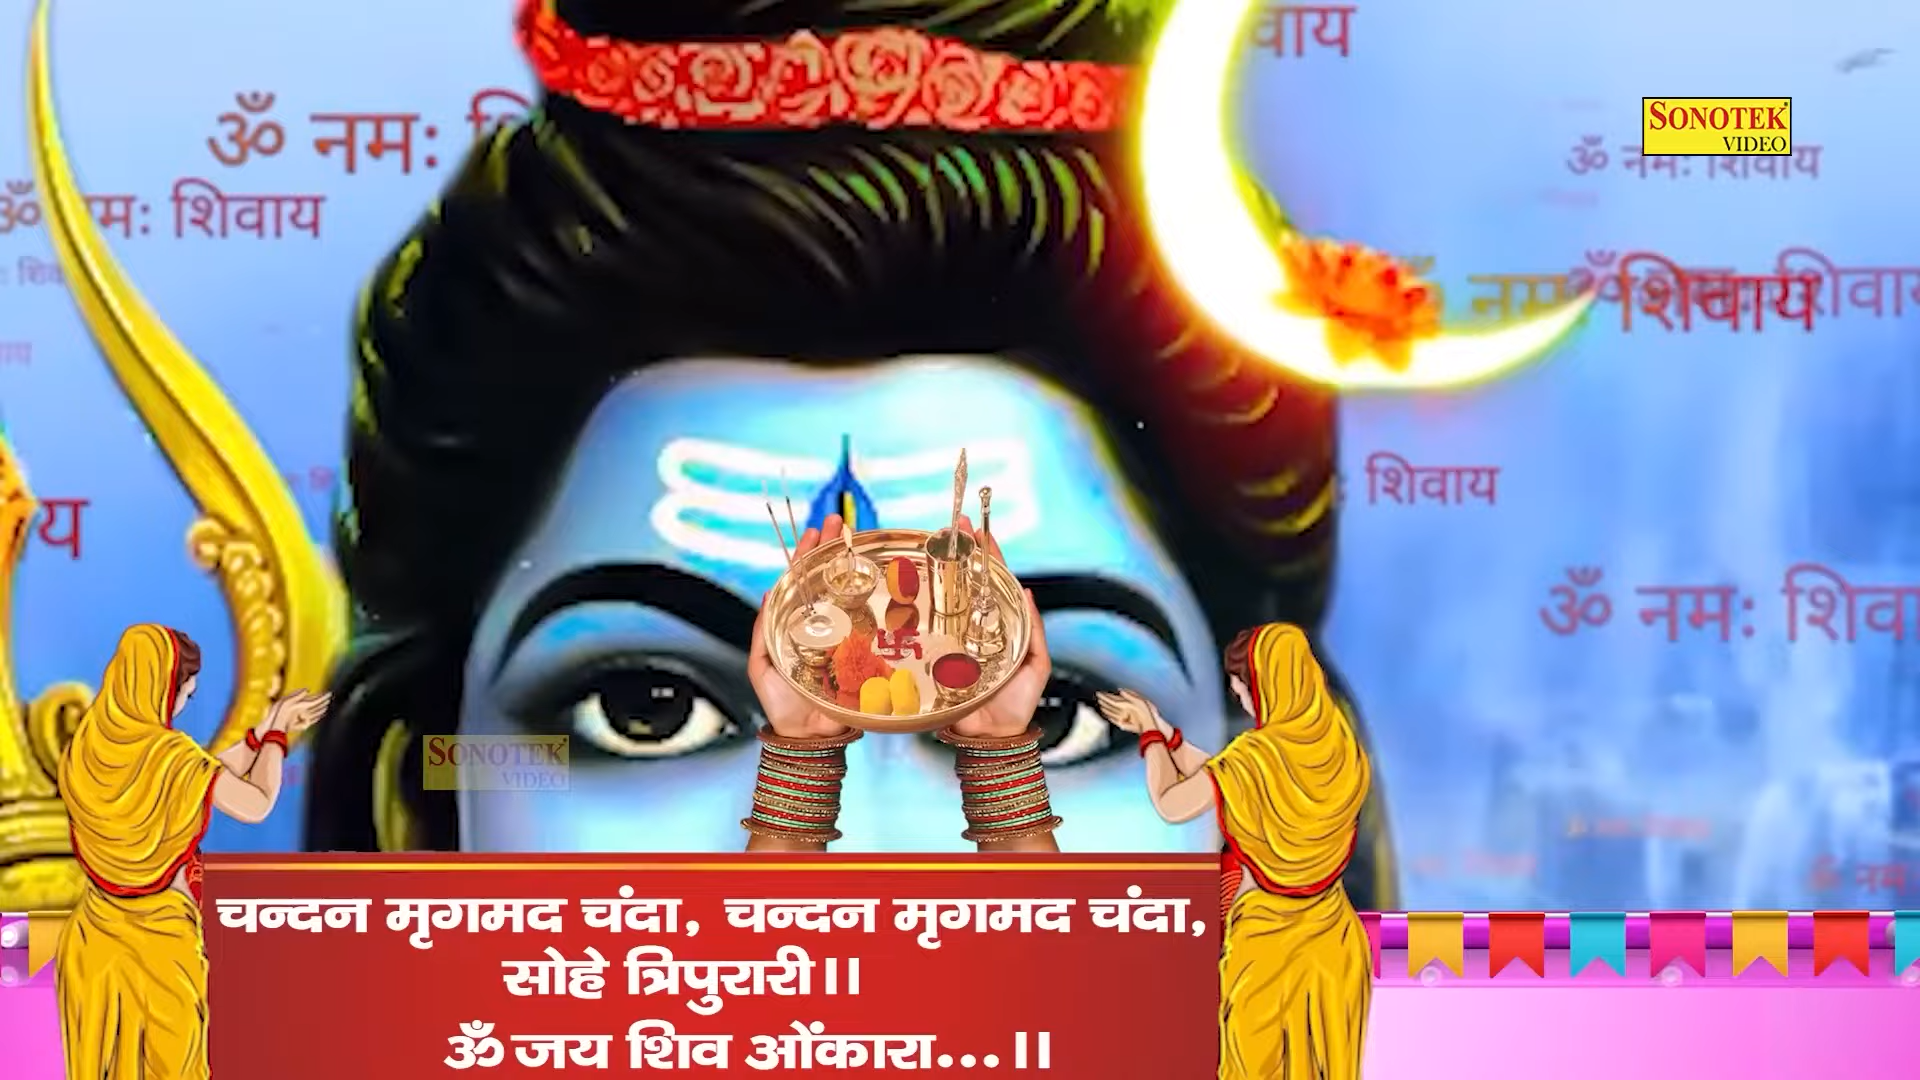 वाय
ॐ नमः शि
SONOTEK
VIDEO
ॐ नमः शिवाय
मः शिवाय
नमः शिवाय
शिवाय
य
ॐ नमः शिवा
SONOTEK
VIDEO
चन्दन मृगमद चंदा, चन्दन मृगमद चंदा,
सोहे त्रिपुरारी।।
ॐ जय शिव ओंकारा...।।